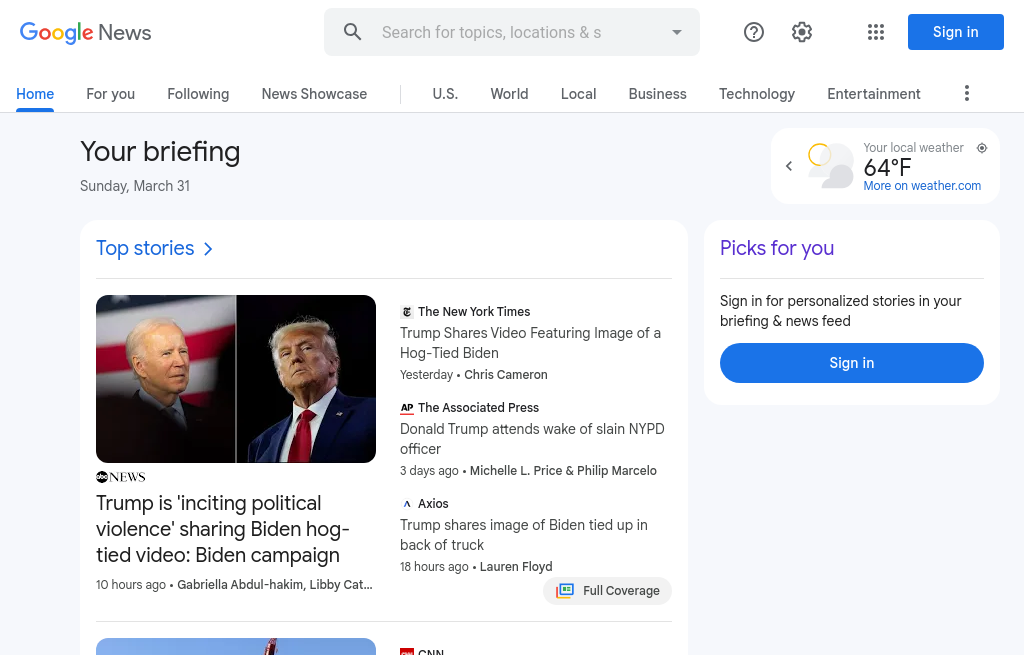 Google News
Search for topics, locations & s
Sign in
Home
For you
Following
News Showcase
U.S.
World
Local
Business
Technology
Entertainment
Your briefing
Sunday, March 31
Your local weather
64°F
More on weather.com
Top stories
abc NEWS
Trump is 'inciting political
violence' sharing Biden hog-
tied video: Biden campaign
10 hours ago • Gabriella Abdul-hakim, Libby Cat...
The New York Times
Trump Shares Video Featuring Image of a
Hog-Tied Biden
Yesterday • Chris Cameron
AP The Associated Press
Donald Trump attends wake of slain NYPD
officer
3 days ago • Michelle L. Price & Philip Marcelo
Axios
Trump shares image of Biden tied up in
back of truck
18 hours ago • Lauren Floyd
Full Coverage
CNN
Picks for you
Sign in for personalized stories in your
briefing & news feed
Sign in